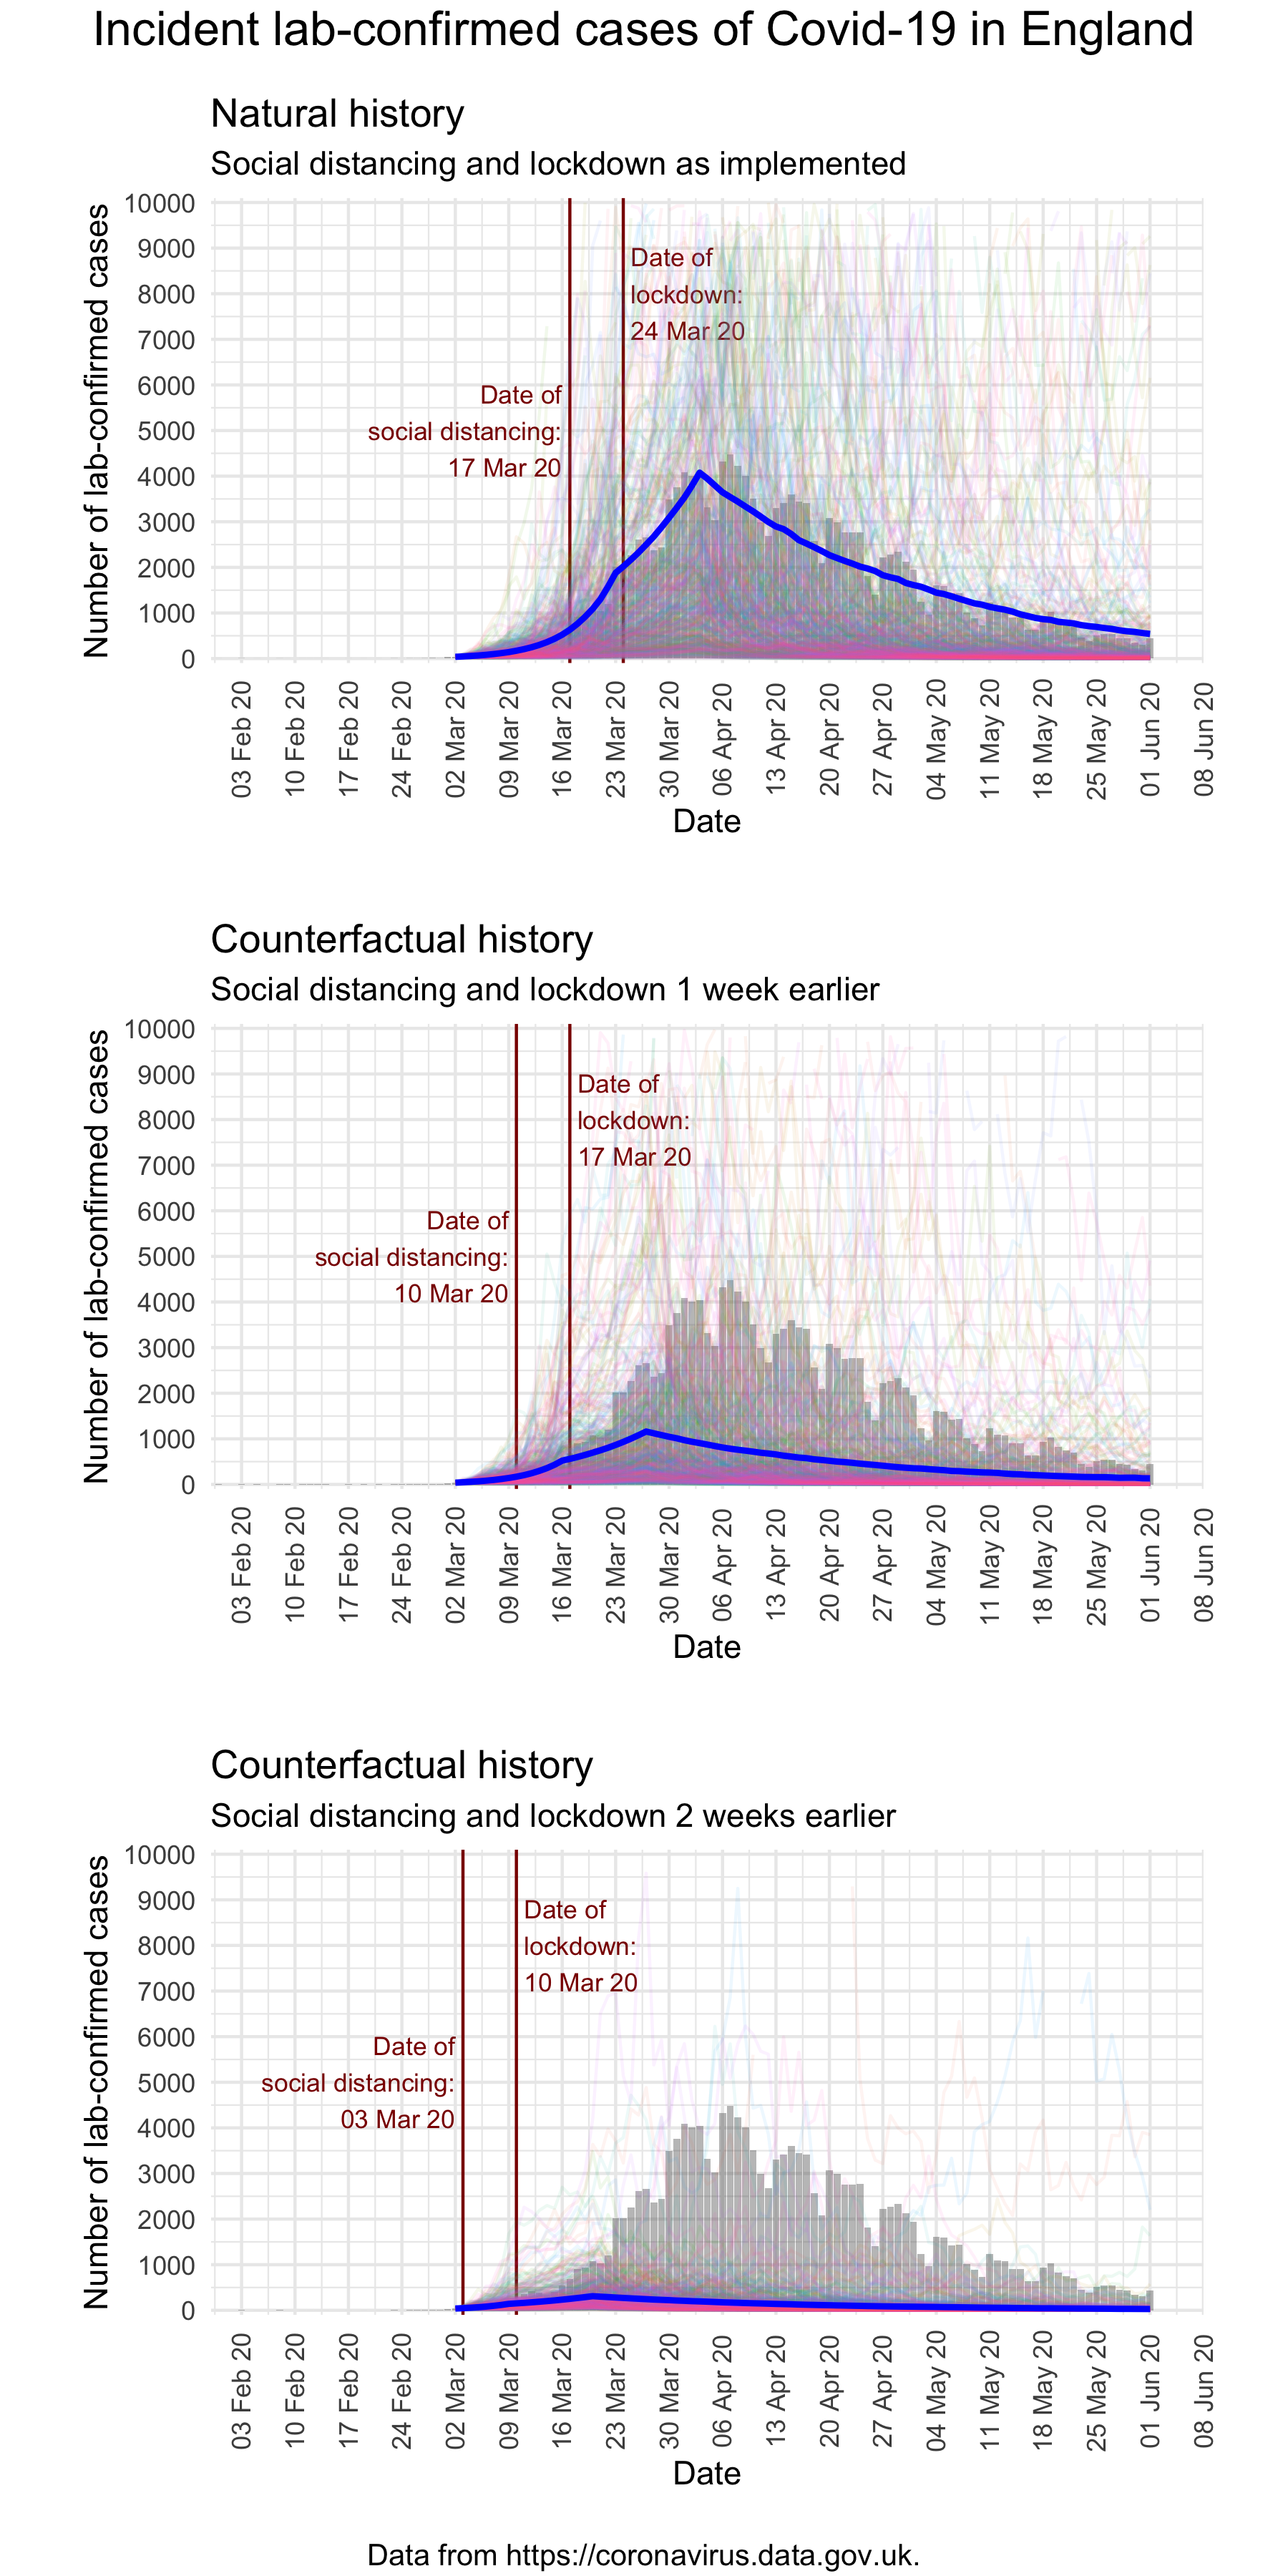 Incident lab-confirmed cases of Covid-19 in England
Natural history
Social distancing and lockdown as implemented
Number of lab-confirmed cases
10000
9000
8000
7000
6000
5000
4000
3000
2000
1000
0
Date of
lockdown:
24 Mar 20
Date of
social distancing:
17 Mar 20
03 Feb 20
10 Feb 20
17 Feb 20
24 Feb 20
02 Mar 20
09 Mar 20
16 Mar 20
23 Mar 20
30 Mar 20
06 Apr 20
13 Apr 20
20 Apr 20
27 Apr 20
04 May 20
11 May 20
18 May 20
25 May 20
01 Jun 20
08 Jun 20
Date
Counterfactual history
Social distancing and lockdown 1 week earlier
Number of lab-confirmed cases
10000
9000
8000
7000
6000
5000
4000
3000
2000
1000
0
Date of
lockdown:
17 Mar 20
Date of
social distancing:
10 Mar 20
03 Feb 20
10 Feb 20
17 Feb 20
24 Feb 20
02 Mar 20
09 Mar 20
16 Mar 20
23 Mar 20
30 Mar 20
06 Apr 20
13 Apr 20
20 Apr 20
27 Apr 20
04 May 20
11 May 20
18 May 20
25 May 20
01 Jun 20
08 Jun 20
Date
Counterfactual history
Social distancing and lockdown 2 weeks earlier
Number of lab-confirmed cases
10000
9000
8000
7000
6000
5000
4000
3000
2000
1000
0
Date of
lockdown:
10 Mar 20
Date of
social distancing:
03 Mar 20
03 Feb 20
10 Feb 20
17 Feb 20
24 Feb 20
02 Mar 20
09 Mar 20
16 Mar 20
23 Mar 20
30 Mar 20
06 Apr 20
13 Apr 20
20 Apr 20
27 Apr 20
04 May 20
11 May 20
18 May 20
25 May 20
01 Jun 20
08 Jun 20
Date
Data from https://coronavirus.data.gov.uk.